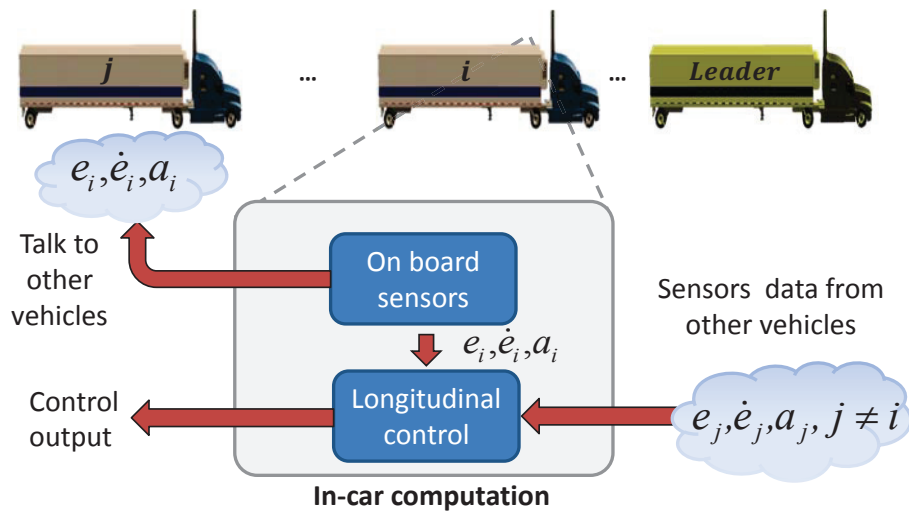 j ... i ... Leader
e_i, ė_i, a_i
Talk to
other
vehicles
On board
sensors
Sensors data from
other vehicles
e_i, ė_i, a_i
Control
output
Longitudinal
control
e_j, ė_j, a_j, j ≠ i
In-car computation